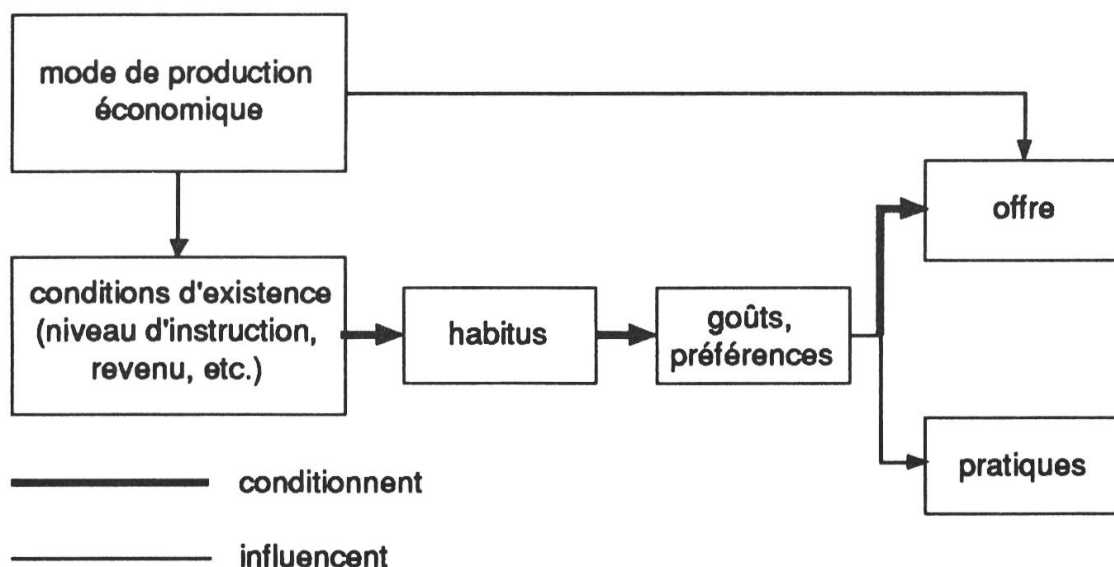 mode de production
économique
offre
conditions d'existence
(niveau d'instruction,
revenu, etc.)
habitus
goûts,
préférences
pratiques
conditionnent
influencent